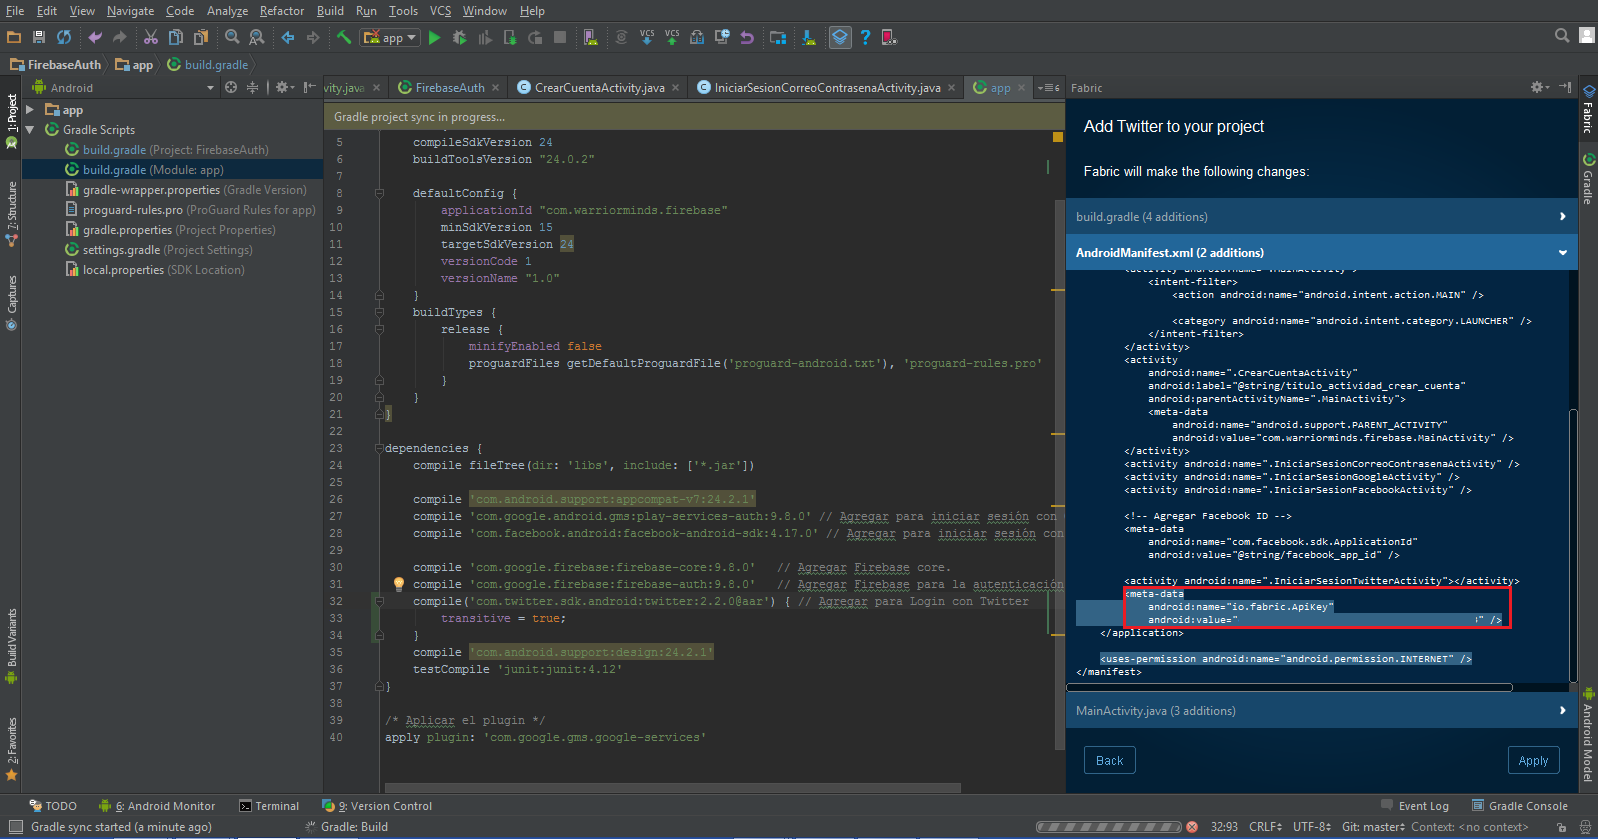 File Edit View Navigate Code Analyze Refactor Build Run Tools VCS Window Help
app
VCS VCS
FirebaseAuth app build.gradle
1: Project
7: Structure
Captures
Build Variants
2: Favorites
Android
app
Gradle Scripts
build.gradle (Project: FirebaseAuth)
build.gradle (Module: app)
gradle-wrapper.properties (Gradle Version)
proguard-rules.pro (ProGuard Rules for app)
gradle.properties (Project Properties)
settings.gradle (Project Settings)
local.properties (SDK Location)
vity.java FirebaseAuth CrearCuentaActivity.java IniciarSesionCorreoContrasenaActivity.java app
Gradle project sync in progress...
5 compileSdkVersion 24
6 buildToolsVersion "24.0.2"
7
8 defaultConfig {
9 applicationId "com.warriorminds.firebase"
10 minSdkVersion 15
11 targetSdkVersion 24
12 versionCode 1
13 versionName "1.0"
14 }
15 buildTypes {
16 release {
17 minifyEnabled false
18 proguardFiles getDefaultProguardFile('proguard-android.txt'), 'proguard-rules.pro'
19 }
20 }
21 }
22
23 dependencies {
24 compile fileTree(dir: 'libs', include: ['*.jar'])
25
26 compile 'com.android.support:appcompat-v7:24.2.1'
27 compile 'com.google.android.gms:play-services-auth:9.8.0' // Agregar para iniciar sesión con
28 compile 'com.facebook.android:facebook-android-sdk:4.17.0' // Agregar para iniciar sesión con
29
30 compile 'com.google.firebase:firebase-core:9.8.0' // Agregar Firebase core.
31 compile 'com.google.firebase:firebase-auth:9.8.0' // Agregar Firebase para la autenticación
32 compile('com.twitter.sdk.android:twitter:2.2.0@aar') { // Agregar para Login con Twitter
33 transitive = true;
34 }
35 compile 'com.android.support:design:24.2.1'
36 testCompile 'junit:junit:4.12'
37 }
38
39 /* Aplicar el plugin */
40 apply plugin: 'com.google.gms.google-services'
Fabric
Add Twitter to your project
Fabric will make the following changes:
build.gradle (4 additions)
AndroidManifest.xml (2 additions)
<activity android:name=".MainActivity">
<intent-filter>
<action android:name="android.intent.action.MAIN" />
<category android:name="android.intent.category.LAUNCHER" />
</intent-filter>
</activity>
<activity
android:name=".CrearCuentaActivity"
android:label="@string/titulo_actividad_crear_cuenta"
android:parentActivityName=".MainActivity">
<meta-data
android:name="android.support.PARENT_ACTIVITY"
android:value="com.warriorminds.firebase.MainActivity" />
</activity>
<activity android:name=".IniciarSesionCorreoContrasenaActivity" />
<activity android:name=".IniciarSesionGoogleActivity" />
<activity android:name=".IniciarSesionFacebookActivity" />
<!-- Agregar Facebook ID -->
<meta-data
android:name="com.facebook.sdk.ApplicationId"
android:value="@string/facebook_app_id" />
<activity android:name=".IniciarSesionTwitterActivity"></activity>
<meta-data
android:name="io.fabric.ApiKey"
android:value=" " />
</application>
<uses-permission android:name="android.permission.INTERNET" />
</manifest>
MainActivity.java (3 additions)
Back Apply
Fabric
Gradle
Android Model
TODO 6: Android Monitor Terminal 9: Version Control Event Log Gradle Console
Gradle sync started (a minute ago) Gradle: Build 32:93 CRLF UTF-8 Git: master Context: <no context>